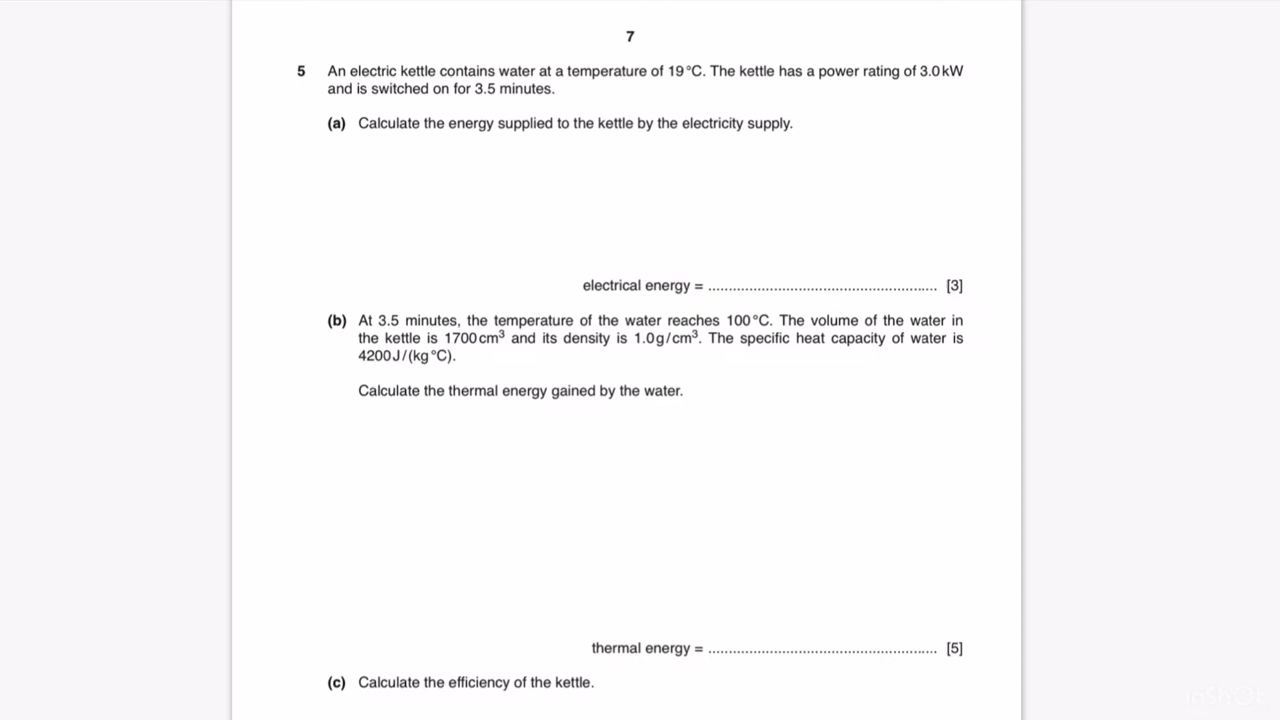 7
5 An electric kettle contains water at a temperature of 19 °C. The kettle has a power rating of 3.0 kW
and is switched on for 3.5 minutes.
(a) Calculate the energy supplied to the kettle by the electricity supply.
electrical energy = ........................................................ [3]
(b) At 3.5 minutes, the temperature of the water reaches 100 °C. The volume of the water in
the kettle is 1700 cm³ and its density is 1.0 g/cm³. The specific heat capacity of water is
4200 J/(kg °C).
Calculate the thermal energy gained by the water.
thermal energy = ........................................................ [5]
(c) Calculate the efficiency of the kettle.
InShOt